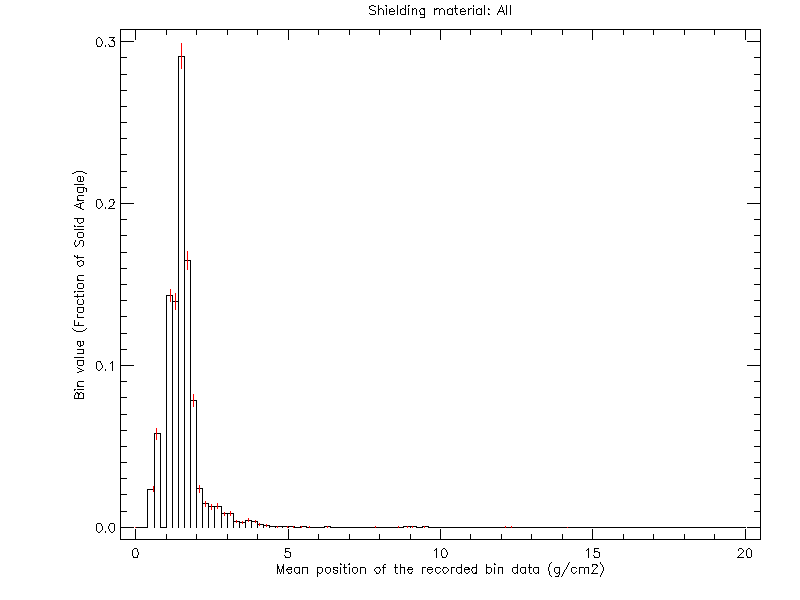 Shielding material: All
0.3
0.2
0.1
0.0
Bin value (Fraction of Solid Angle)
0 5 10 15 20
Mean position of the recorded bin data (g/cm2)